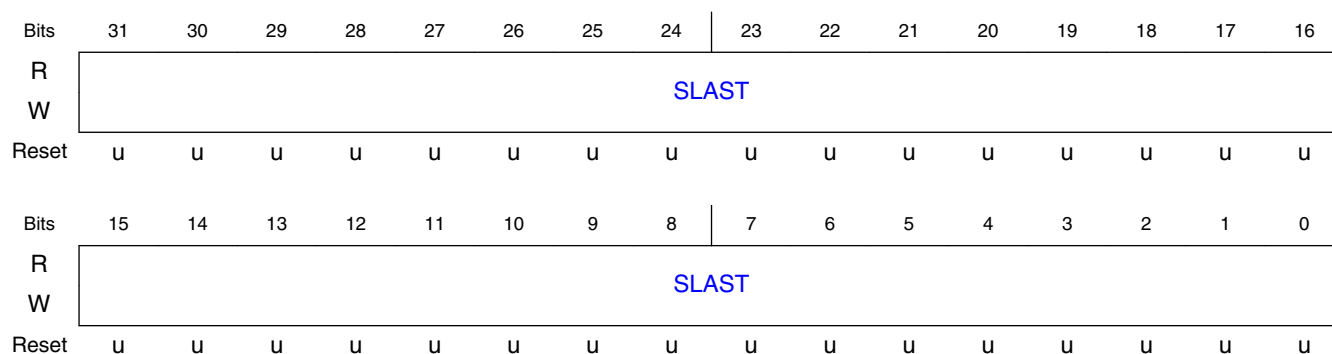 Bits 31 30 29 28 27 26 25 24 23 22 21 20 19 18 17 16
R
SLAST
W
Reset u u u u u u u u u u u u u u u u
Bits 15 14 13 12 11 10 9 8 7 6 5 4 3 2 1 0
R
SLAST
W
Reset u u u u u u u u u u u u u u u u